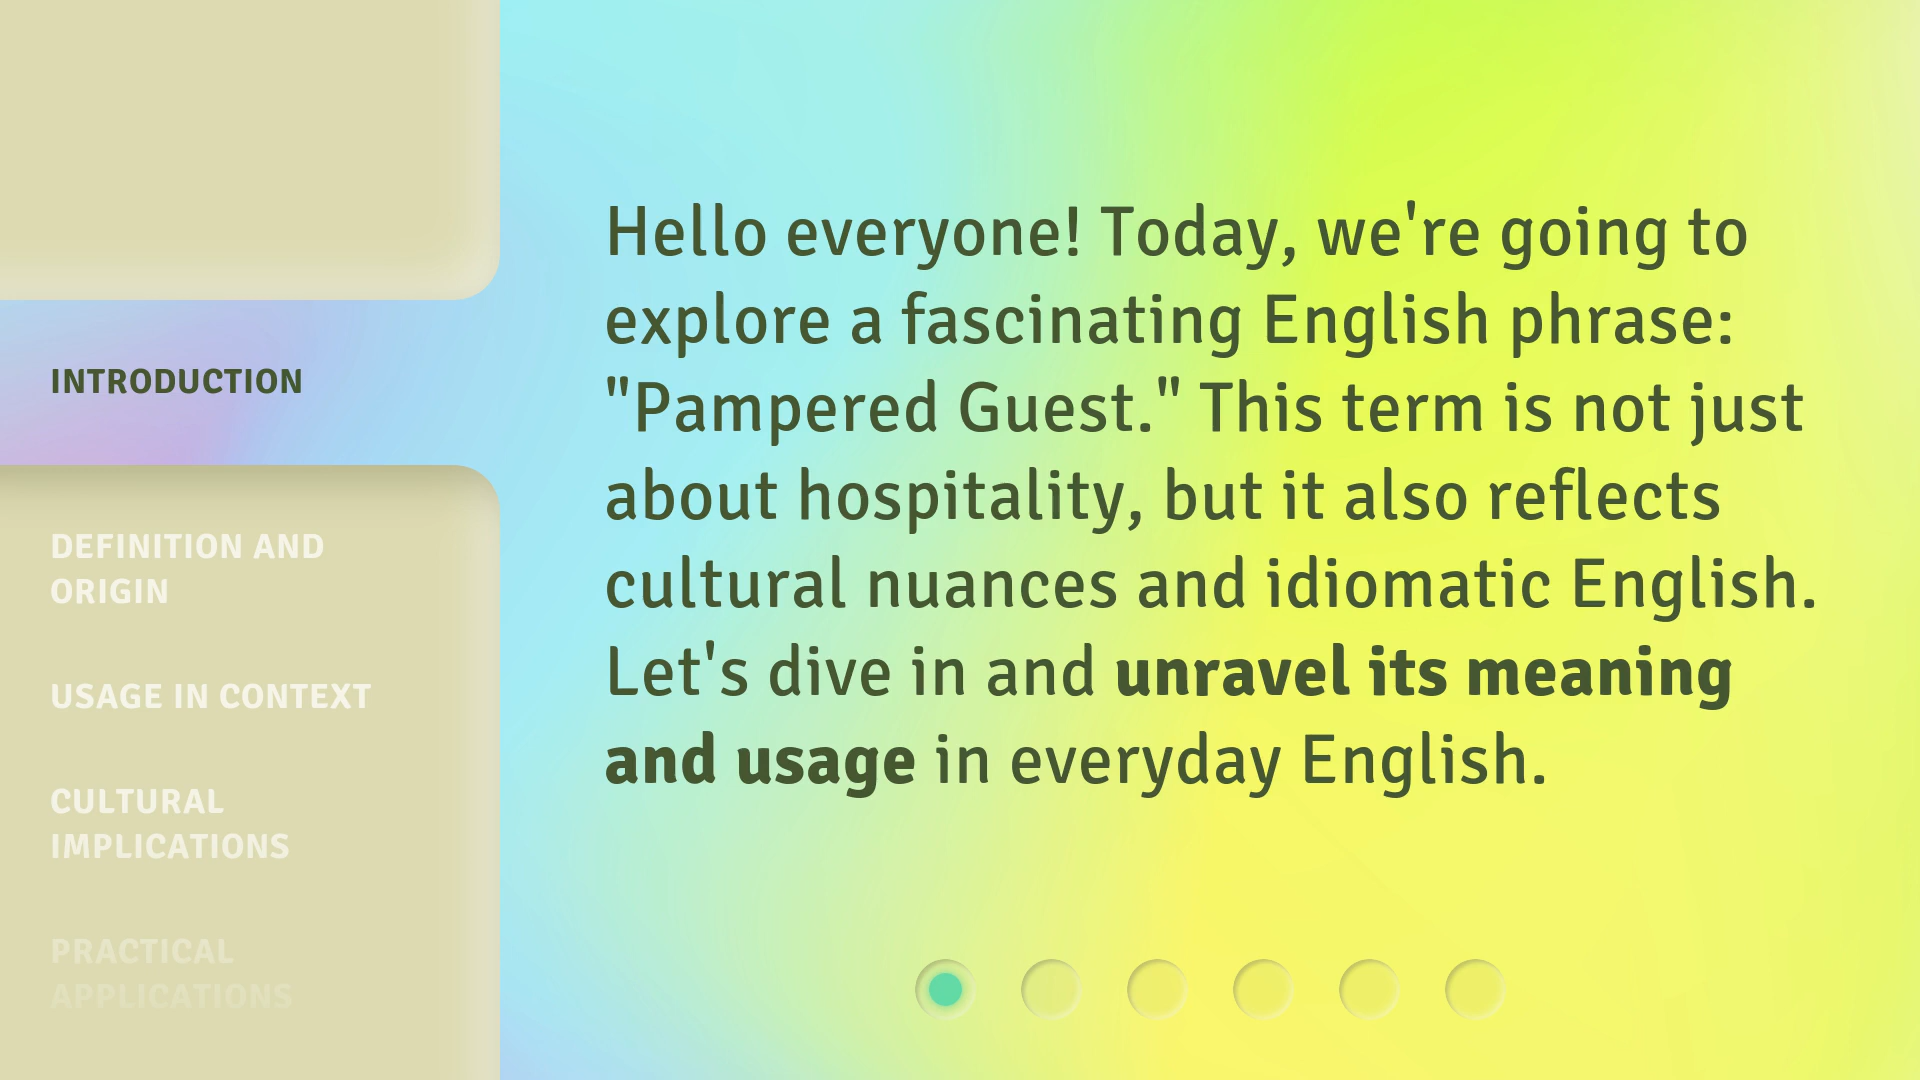 INTRODUCTION
DEFINITION AND
ORIGIN
USAGE IN CONTEXT
CULTURAL
IMPLICATIONS
PRACTICAL
APPLICATIONS
Hello everyone! Today, we're going to
explore a fascinating English phrase:
"Pampered Guest." This term is not just
about hospitality, but it also reflects
cultural nuances and idiomatic English.
Let's dive in and unravel its meaning
and usage in everyday English.